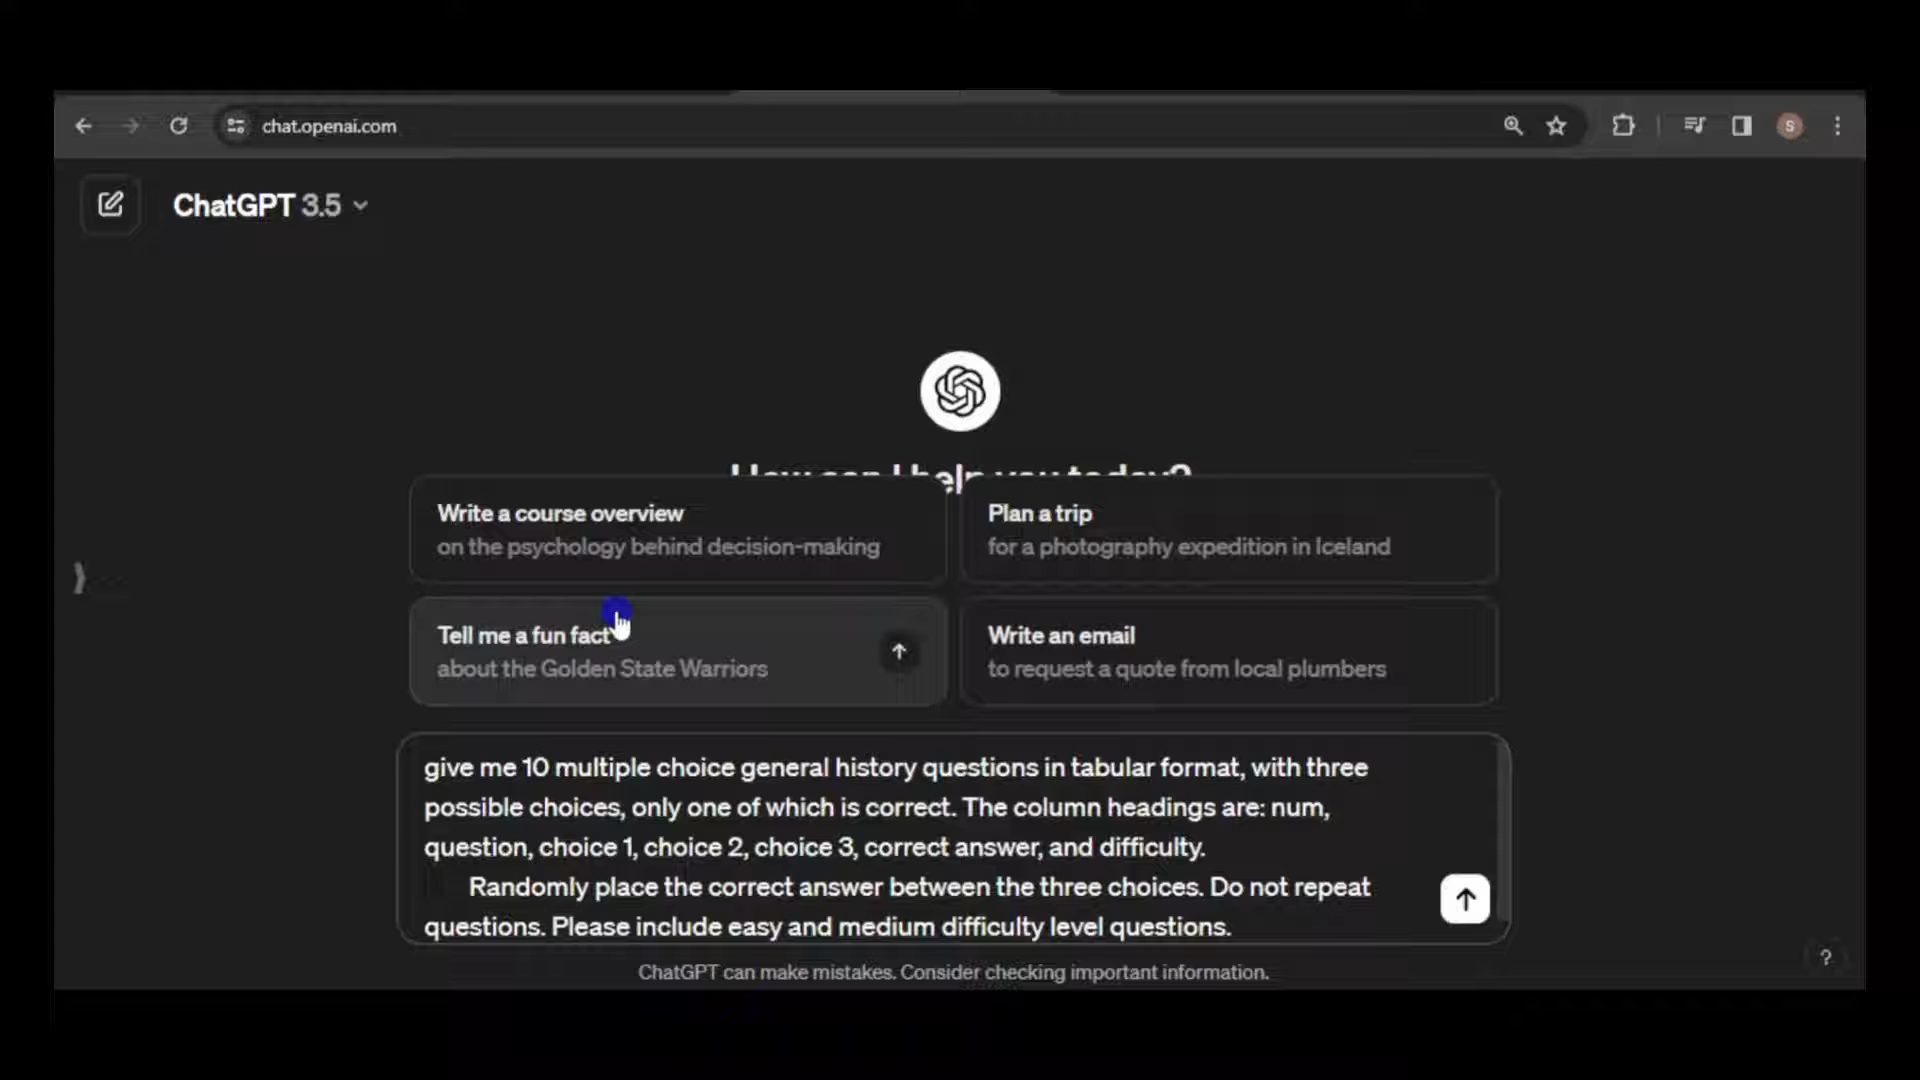 chat.openai.com
S
ChatGPT 3.5
How can I help you today?
Write a course overview
on the psychology behind decision-making
Plan a trip
for a photography expedition in Iceland
Tell me a fun fact
about the Golden State Warriors
Write an email
to request a quote from local plumbers
give me 10 multiple choice general history questions in tabular format, with three
possible choices, only one of which is correct. The column headings are: num,
question, choice 1, choice 2, choice 3, correct answer, and difficulty.
Randomly place the correct answer between the three choices. Do not repeat
questions. Please include easy and medium difficulty level questions.
ChatGPT can make mistakes. Consider checking important information.
?